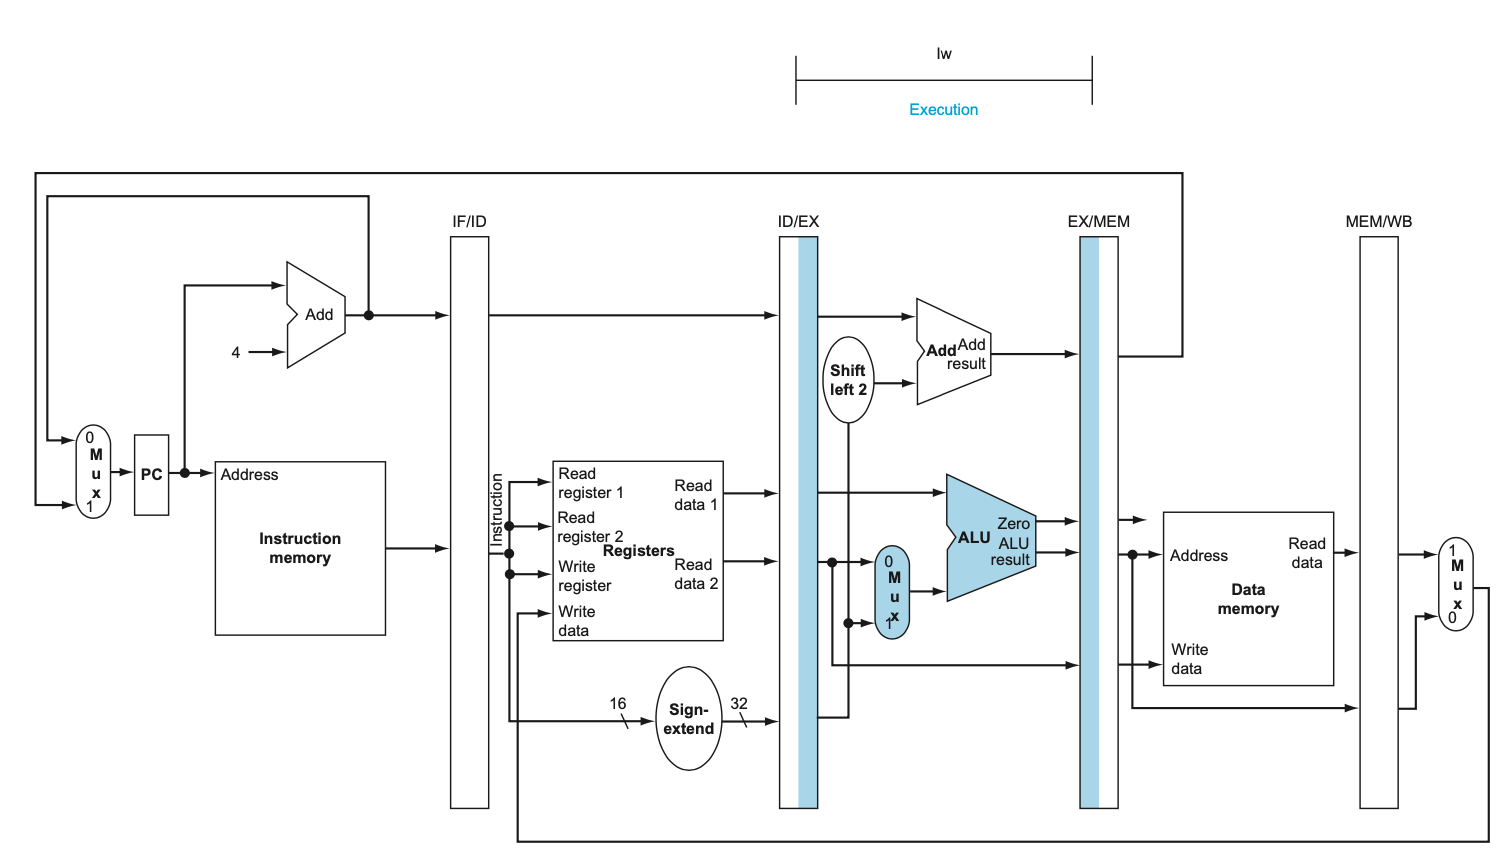 lw
Execution
IF/ID
ID/EX
EX/MEM
MEM/WB
Add
4
0
M
u
x
1
PC
Address
Instruction
memory
Instruction
Read
register 1
Read
register 2
Write
register
Write
data
Registers
Read
data 1
Read
data 2
16
Sign-
extend
32
Shift
left 2
Add
Add
result
0
M
u
x
1
ALU
Zero
ALU
result
Address
Read
data
Data
memory
Write
data
1
M
u
x
0